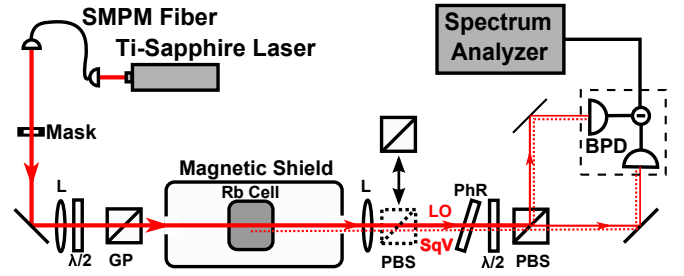 SMPM Fiber
Ti-Sapphire Laser
Spectrum
Analyzer
Mask
BPD
Magnetic Shield
Rb Cell
L
λ/2
GP
L
PBS
LO
SqV
PhR
λ/2
PBS